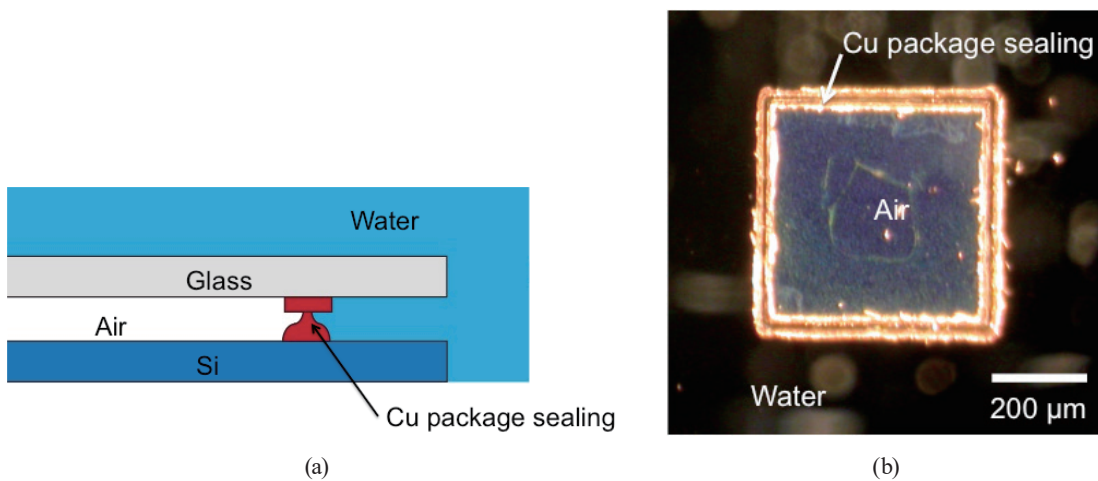 Water
Glass
Air
Si
Cu package sealing
(a)
Cu package sealing
Air
Water
200 µm
(b)